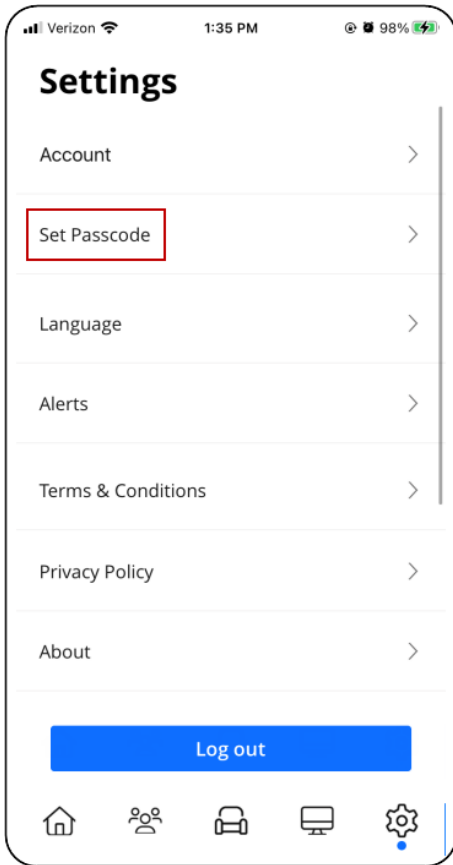 Verizon 1:35 PM 98%
Settings
Account
Set Passcode
Language
Alerts
Terms & Conditions
Privacy Policy
About
Log out